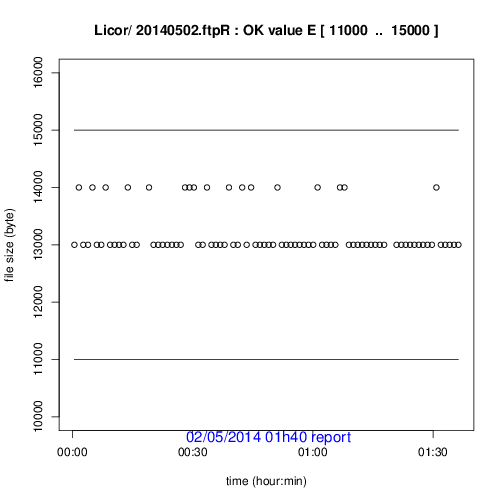 Licor/ 20140502.ftpR : OK value E [ 11000 .. 15000 ]
16000
15000
14000
13000
12000
11000
10000
file size (byte)
02/05/2014 01h40 report
00:00 00:30 01:00 01:30
time (hour:min)